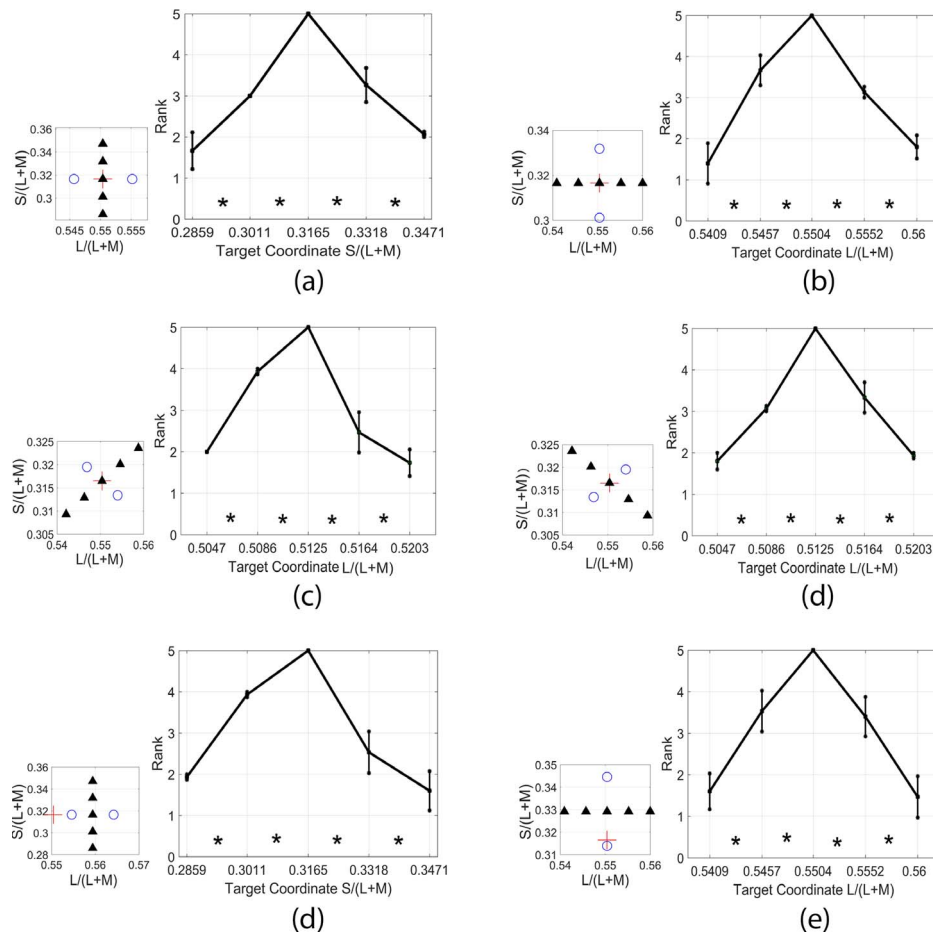 5
4
3
2
1
0
Rank
0.2859 0.3011 0.3165 0.3318 0.3471
Target Coordinate S/(L+M)
* * * *
0.36
0.34
0.32
0.3
S/(L+M)
0.545 0.55 0.555
L/(L+M)
(a)
5
4
3
2
1
0
Rank
0.5409 0.5457 0.5504 0.5552 0.56
Target Coordinate L/(L+M)
* * * *
0.34
0.32
0.3
S/(L+M)
0.54 0.55 0.56
L/(L+M)
(b)
5
4
3
2
1
0
Rank
0.5047 0.5086 0.5125 0.5164 0.5203
Target Coordinate L/(L+M)
* * * *
0.325
0.32
0.315
0.31
0.305
S/(L+M)
0.54 0.55 0.56
L/(L+M)
(c)
5
4
3
2
1
0
Rank
0.5047 0.5086 0.5125 0.5164 0.5203
Target Coordinate L/(L+M)
* * * *
0.325
0.32
0.315
0.31
0.305
S/(L+M))
0.54 0.55 0.56
L/(L+M)
(d)
5
4
3
2
1
0
Rank
0.2859 0.3011 0.3165 0.3318 0.3471
Target Coordinate S/(L+M)
* * * *
0.36
0.34
0.32
0.3
0.28
S/(L+M)
0.55 0.56 0.57
L/(L+M)
(d)
5
4
3
2
1
0
Rank
0.5409 0.5457 0.5504 0.5552 0.56
Target Coordinate L/(L+M)
* * * *
0.35
0.34
0.33
0.32
0.31
S/(L+M)
0.54 0.55 0.56
L/(L+M)
(e)